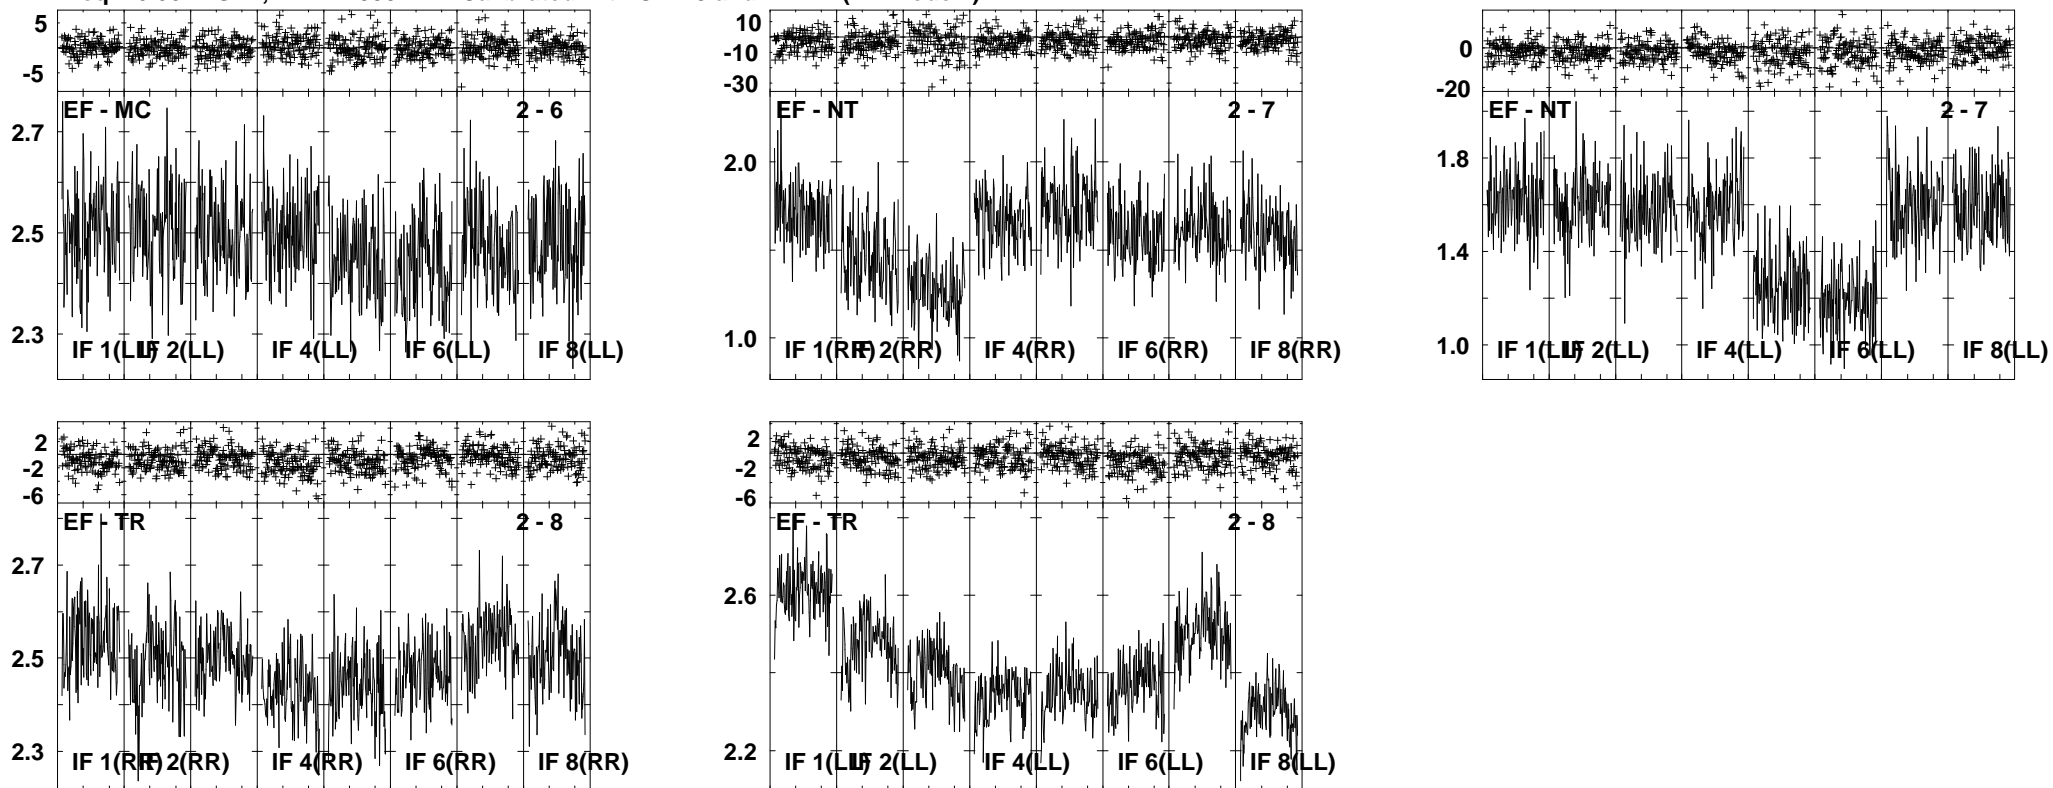 5
-5
EF - MC 2 - 6
2.7
2.5
2.3
IF 1(LL) IF 2(LL) IF 4(LL) IF 6(LL) IF 8(LL)
10
-10
-30
EF - NT 2 - 7
2.0
1.0
IF 1(RR) IF 2(RR) IF 4(RR) IF 6(RR) IF 8(RR)
0
-20
EF - NT 2 - 7
1.8
1.4
1.0
IF 1(LL) IF 2(LL) IF 4(LL) IF 6(LL) IF 8(LL)
2
-2
-6
EF - TR 2 - 8
2.7
2.5
2.3
IF 1(RR) IF 2(RR) IF 4(RR) IF 6(RR) IF 8(RR)
2
-2
-6
EF - TR 2 - 8
2.6
2.2
IF 1(LL) IF 2(LL) IF 4(LL) IF 6(LL) IF 8(LL)